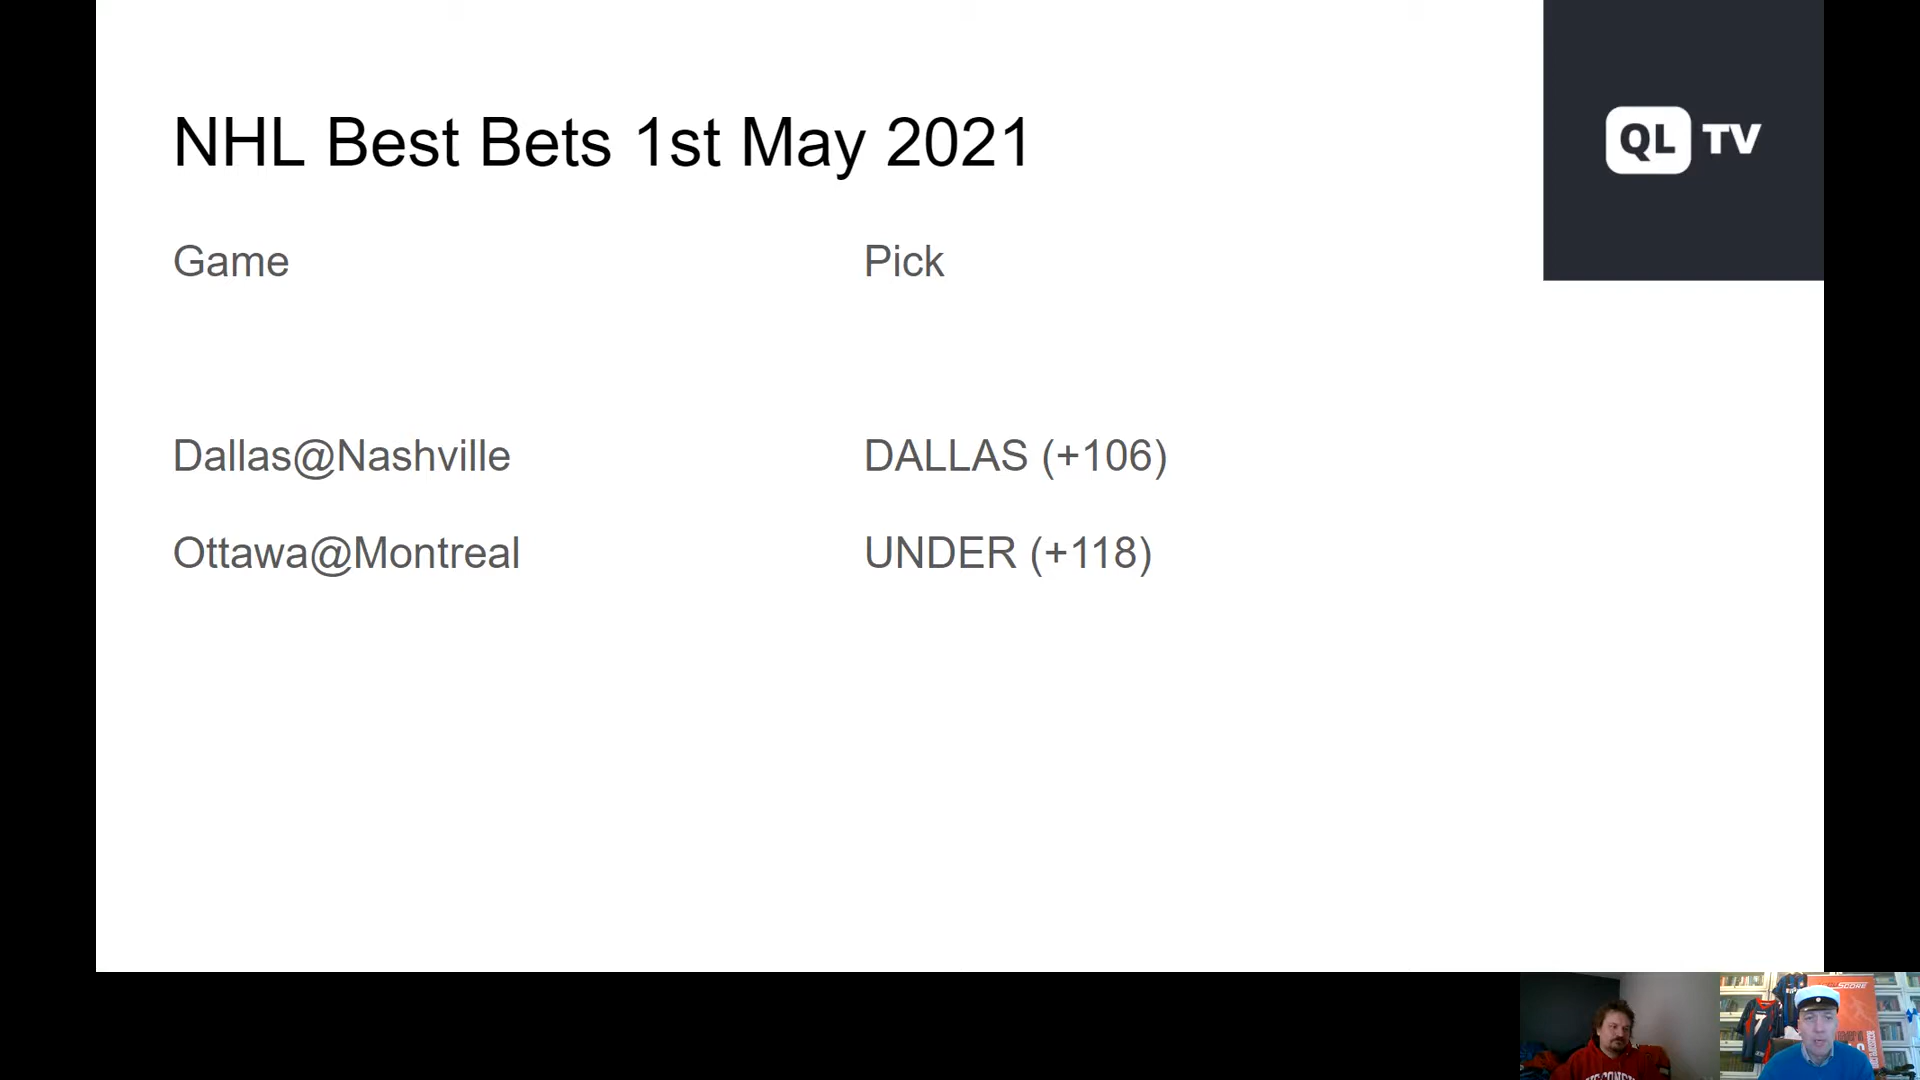 NHL Best Bets 1st May 2021
QL TV
Game Pick
Dallas@Nashville DALLAS (+106)
Ottawa@Montreal UNDER (+118)